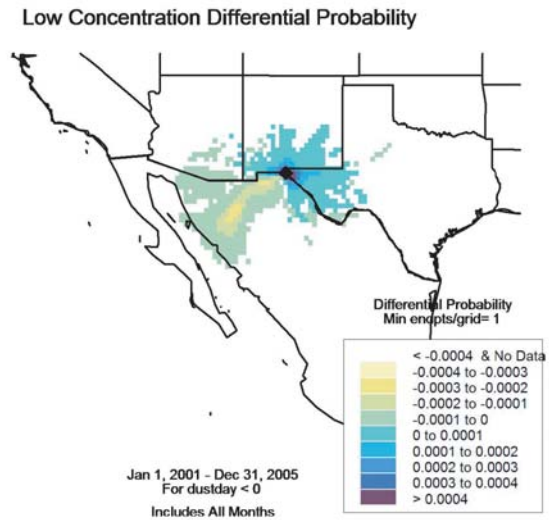 Low Concentration Differential Probability
Differential Probability
Min endpts/grid= 1
< -0.0004 & No Data
-0.0004 to -0.0003
-0.0003 to -0.0002
-0.0002 to -0.0001
-0.0001 to 0
0 to 0.0001
0.0001 to 0.0002
0.0002 to 0.0003
0.0003 to 0.0004
> 0.0004
Jan 1, 2001 - Dec 31, 2005
For dustday < 0
Includes All Months